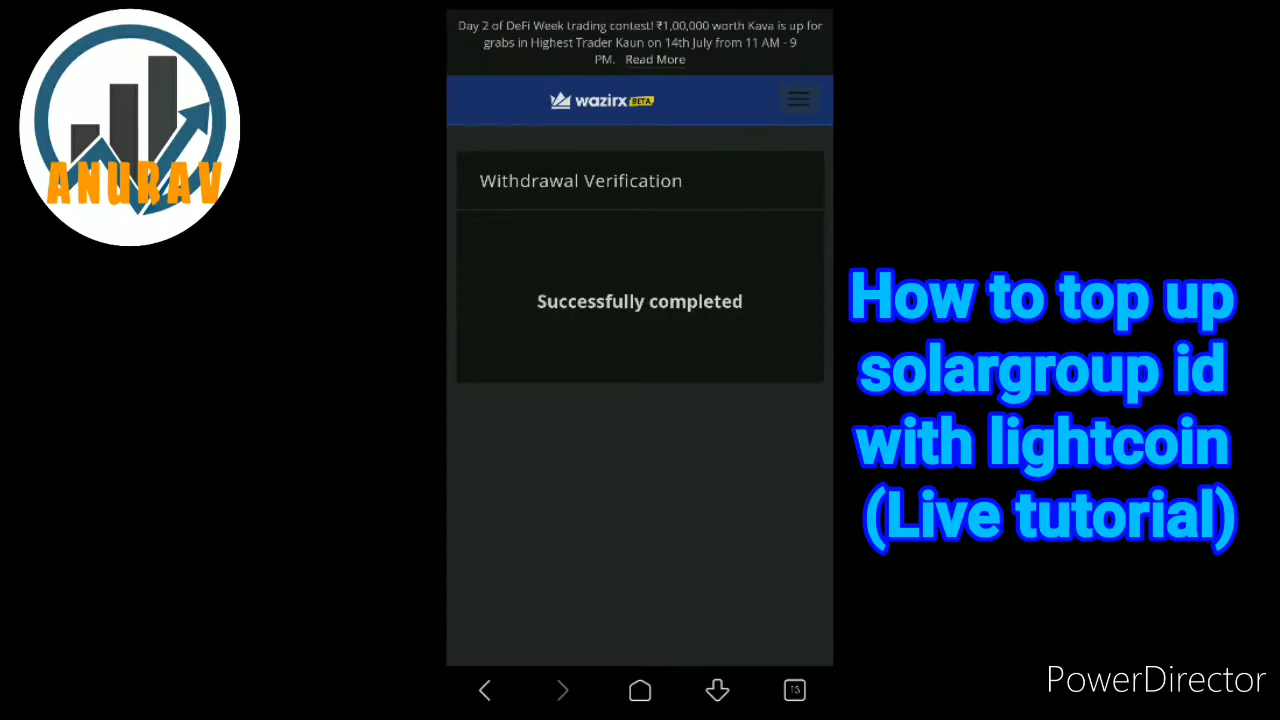 ANURAV
Day 2 of DeFi Week trading contest! ₹1,00,000 worth Kava is up for
grabs in Highest Trader Kaun on 14th July from 11 AM - 9
PM. Read More
wazirx BETA
Withdrawal Verification
Successfully completed
How to top up
solargroup id
with lightcoin
(Live tutorial)
13
PowerDirector